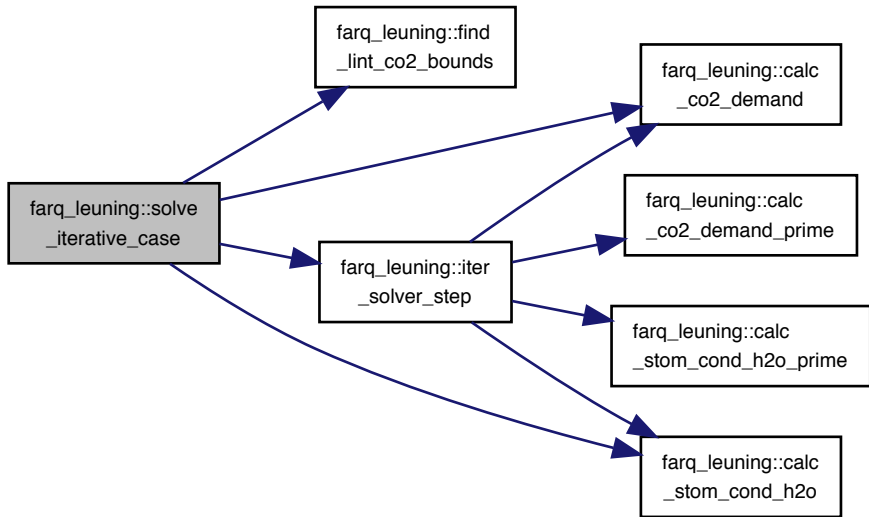 farq_leuning::find
_lint_co2_bounds
farq_leuning::calc
_co2_demand
farq_leuning::solve
_iterative_case
farq_leuning::calc
_co2_demand_prime
farq_leuning::iter
_solver_step
farq_leuning::calc
_stom_cond_h2o_prime
farq_leuning::calc
_stom_cond_h2o